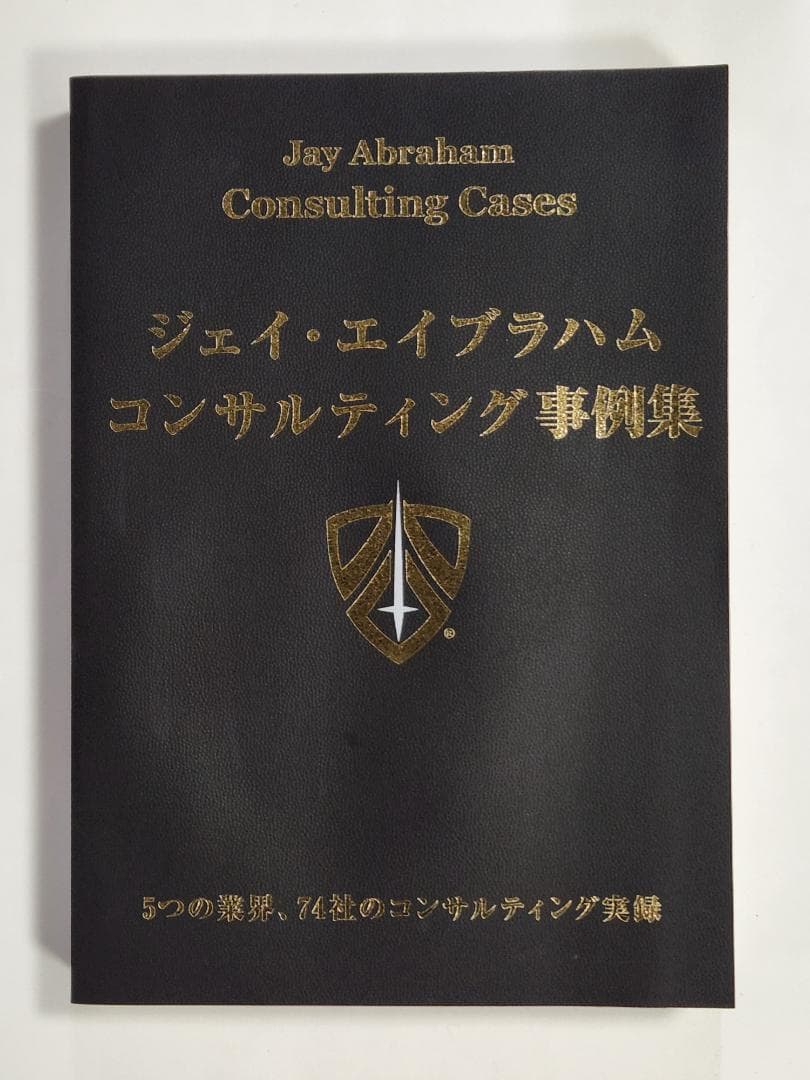 Jay Abraham
Consulting Cases
ジェイ・エイブラハム
コンサルティング事例集
®
5つの業界、74社のコンサルティング実録